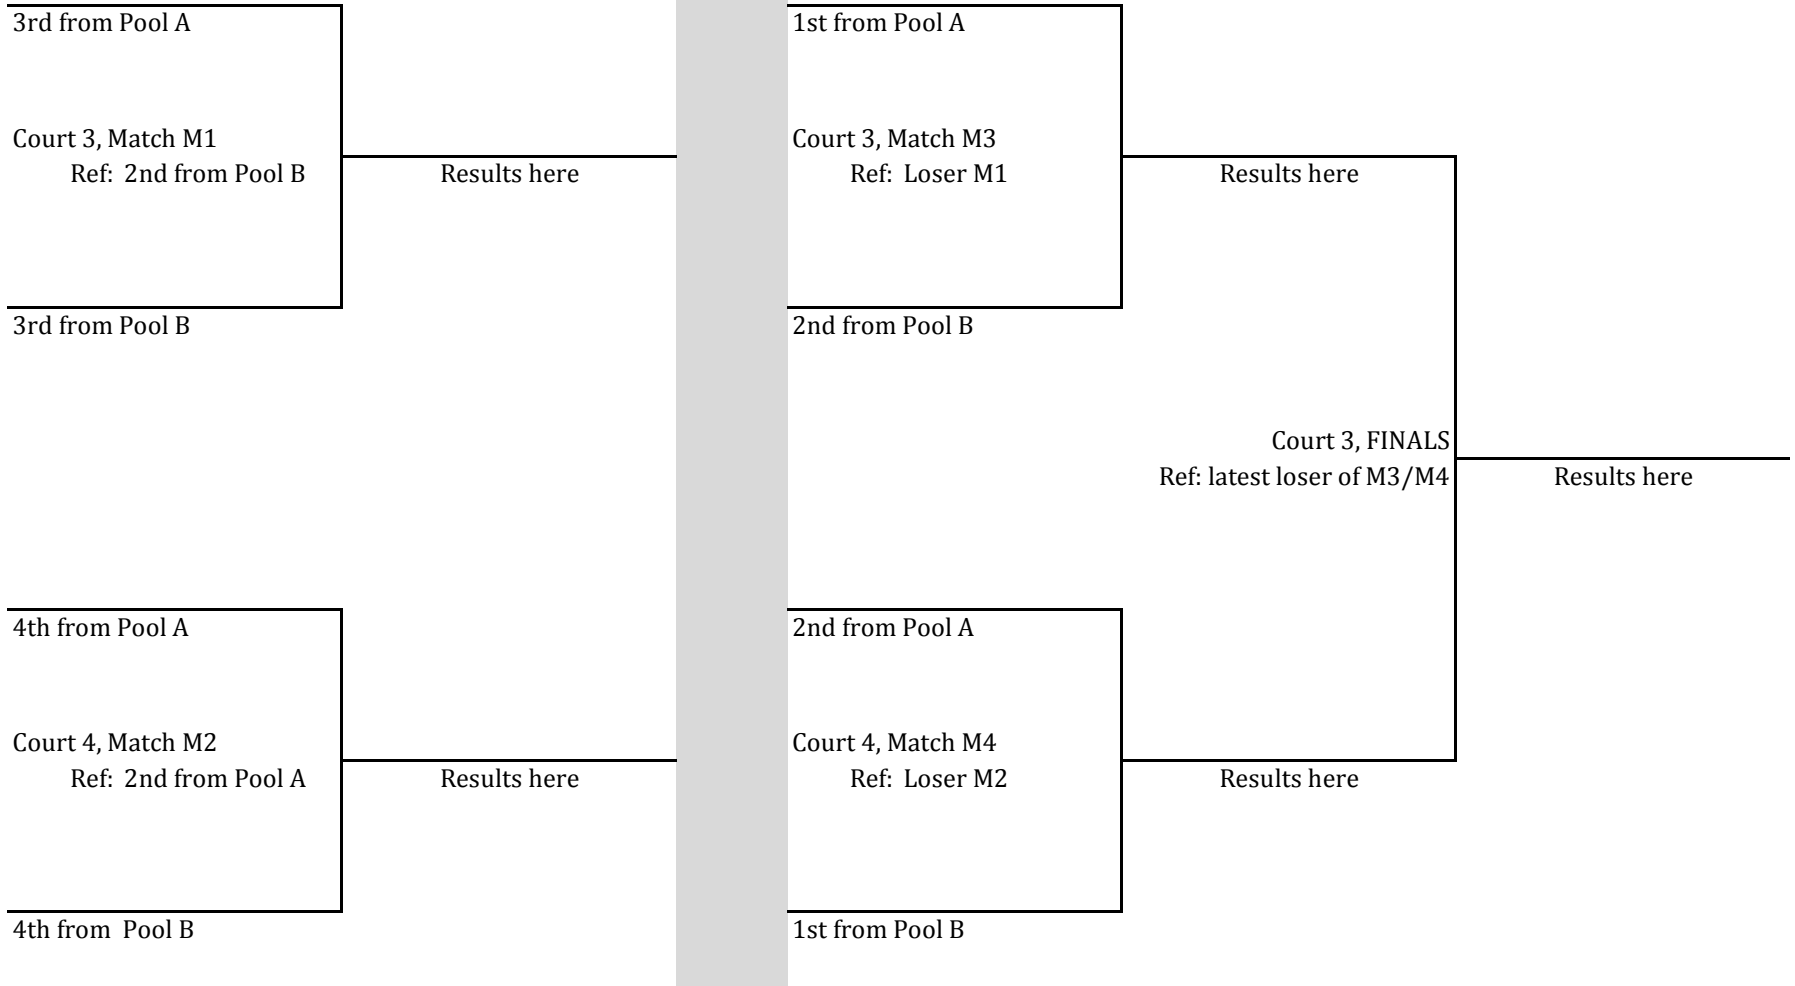 3rd from Pool A
Court 3, Match M1
Ref: 2nd from Pool B
Results here
3rd from Pool B
4th from Pool A
Court 4, Match M2
Ref: 2nd from Pool A
Results here
4th from Pool B
1st from Pool A
Court 3, Match M3
Ref: Loser M1
Results here
2nd from Pool B
Court 3, FINALS
Ref: latest loser of M3/M4
Results here
2nd from Pool A
Court 4, Match M4
Ref: Loser M2
Results here
1st from Pool B